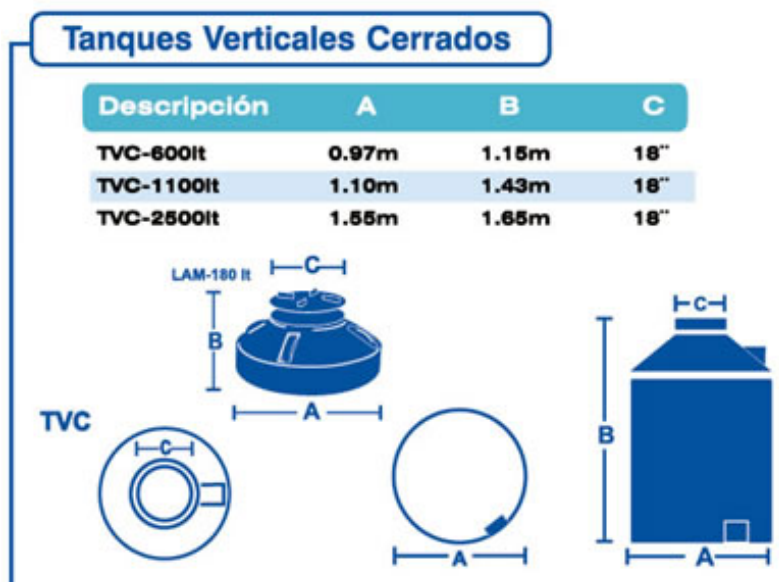 Tanques Verticales Cerrados
Descripción A B C
TVC-600lt 0.97m 1.15m 18¨
TVC-1100lt 1.10m 1.43m 18¨
TVC-2500lt 1.55m 1.65m 18¨
LAM-180 lt C
B
A
C
B
A
TVC
C
A